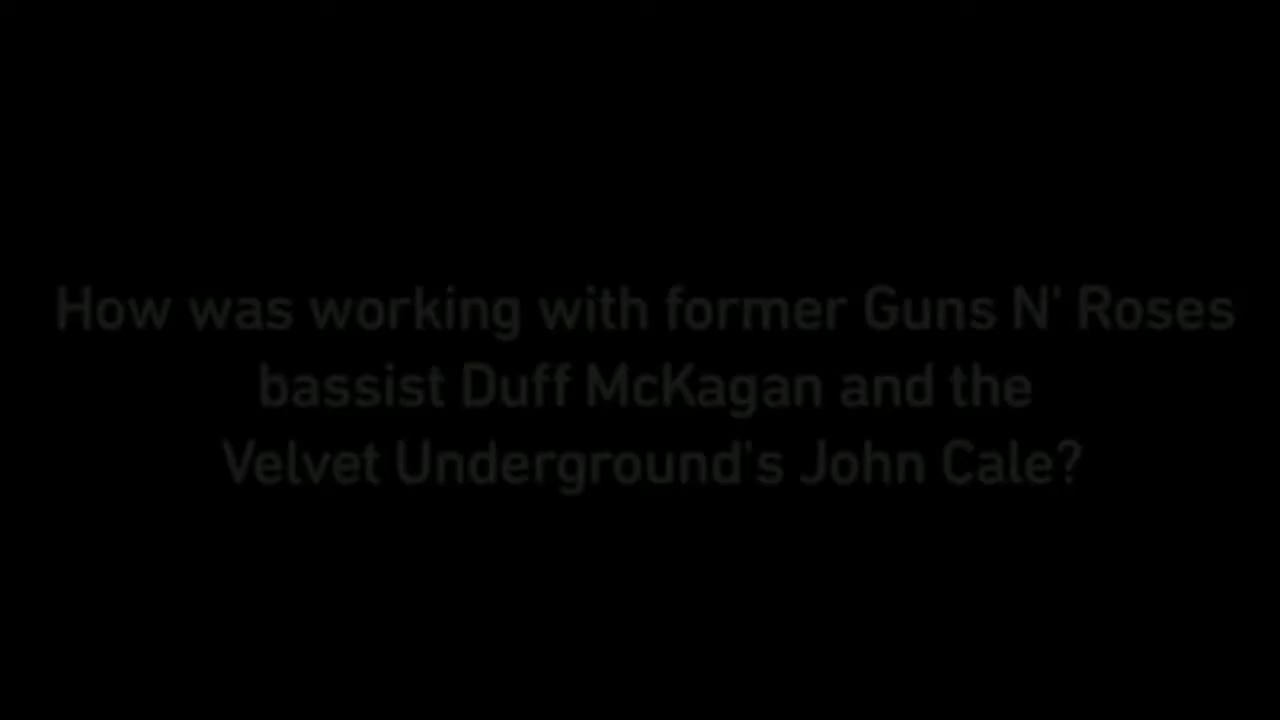 How was working with former Guns N' Roses
bassist Duff McKagan and the
Velvet Underground's John Cale?